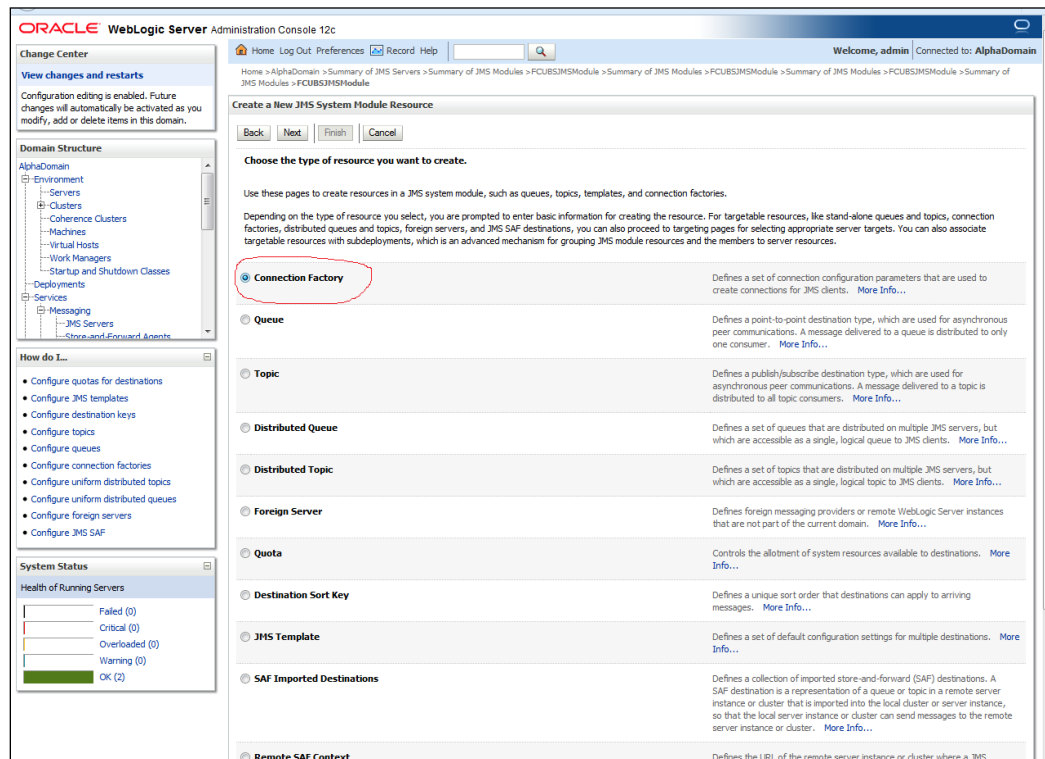 ORACLE® WebLogic Server Administration Console 12c
Change Center
View changes and restarts
Configuration editing is enabled. Future
changes will automatically be activated as you
modify, add or delete items in this domain.
Domain Structure
AlphaDomain
Environment
Servers
Clusters
Coherence Clusters
Machines
Virtual Hosts
Work Managers
Startup and Shutdown Classes
Deployments
Services
Messaging
JMS Servers
Store-and-Forward Agents
How do I...
Configure quotas for destinations
Configure JMS templates
Configure destination keys
Configure topics
Configure queues
Configure connection factories
Configure uniform distributed topics
Configure uniform distributed queues
Configure foreign servers
Configure JMS SAF
System Status
Health of Running Servers
Failed (0)
Critical (0)
Overloaded (0)
Warning (0)
OK (2)
Home Log Out Preferences Record Help
Welcome, admin Connected to: AlphaDomain
Home >AlphaDomain >Summary of JMS Servers >Summary of JMS Modules >FCUBSJMSModule >Summary of JMS Modules >FCUBSJMSModule >Summary of JMS Modules >FCUBSJMSModule >Summary of
JMS Modules >FCUBSJMSModule
Create a New JMS System Module Resource
Back Next Finish Cancel
Choose the type of resource you want to create.
Use these pages to create resources in a JMS system module, such as queues, topics, templates, and connection factories.
Depending on the type of resource you select, you are prompted to enter basic information for creating the resource. For targetable resources, like stand-alone queues and topics, connection
factories, distributed queues and topics, foreign servers, and JMS SAF destinations, you can also proceed to targeting pages for selecting appropriate server targets. You can also associate
targetable resources with subdeployments, which is an advanced mechanism for grouping JMS module resources and the members to server resources.
Connection Factory
Defines a set of connection configuration parameters that are used to
create connections for JMS clients. More Info...
Queue
Defines a point-to-point destination type, which are used for asynchronous
peer communications. A message delivered to a queue is distributed to only
one consumer. More Info...
Topic
Defines a publish/subscribe destination type, which are used for
asynchronous peer communications. A message delivered to a topic is
distributed to all topic consumers. More Info...
Distributed Queue
Defines a set of queues that are distributed on multiple JMS servers, but
which are accessible as a single, logical queue to JMS clients. More Info...
Distributed Topic
Defines a set of topics that are distributed on multiple JMS servers, but
which are accessible as a single, logical topic to JMS clients. More Info...
Foreign Server
Defines foreign messaging providers or remote WebLogic Server instances
that are not part of the current domain. More Info...
Quota
Controls the allotment of system resources available to destinations. More
Info...
Destination Sort Key
Defines a unique sort order that destinations can apply to arriving
messages. More Info...
JMS Template
Defines a set of default configuration settings for multiple destinations. More
Info...
SAF Imported Destinations
Defines a collection of imported store-and-forward (SAF) destinations. A
SAF destination is a representation of a queue or topic in a remote server
instance or cluster that is imported into the local cluster or server instance,
so that the local server instance or cluster can send messages to the remote
server instance or cluster. More Info...
Remote SAF Context
Defines the URL of the remote server instance or cluster where a JMS